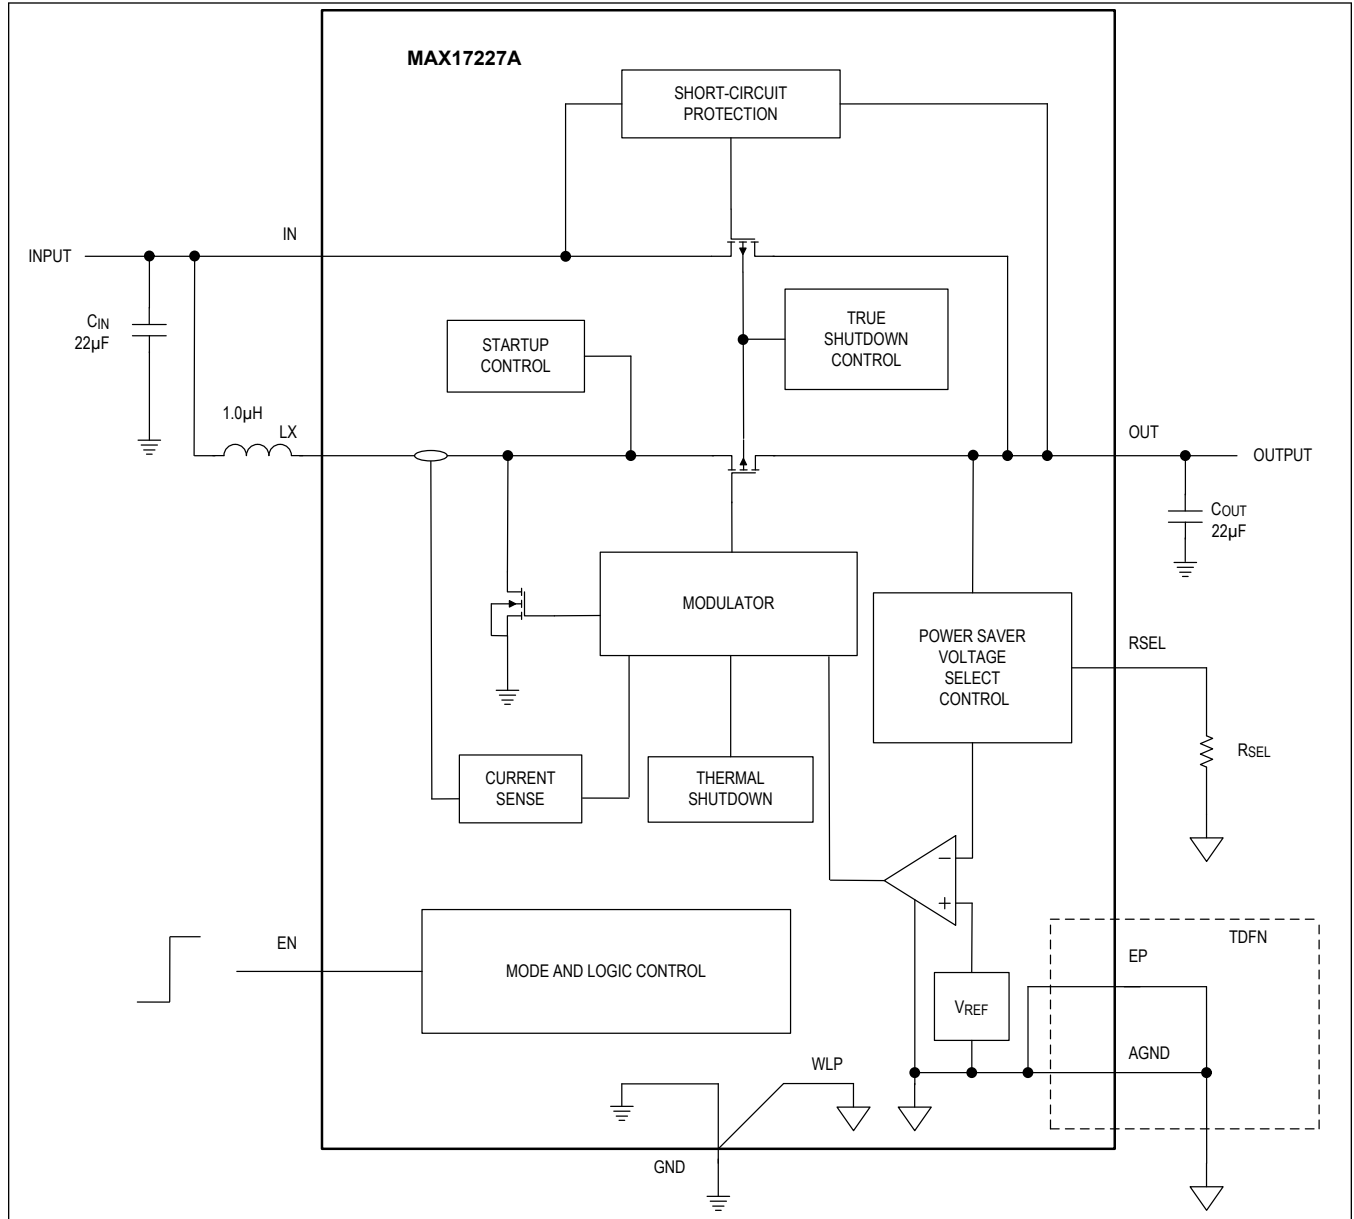 MAX17227A
SHORT-CIRCUIT
PROTECTION
IN
INPUT
CIN
22µF
STARTUP
CONTROL
TRUE
SHUTDOWN
CONTROL
1.0µH
LX
OUT
OUTPUT
COUT
22µF
MODULATOR
POWER SAVER
VOLTAGE
SELECT
CONTROL
RSEL
RSEL
CURRENT
SENSE
THERMAL
SHUTDOWN
−
+
EN
MODE AND LOGIC CONTROL
VREF
TDFN
EP
AGND
WLP
GND